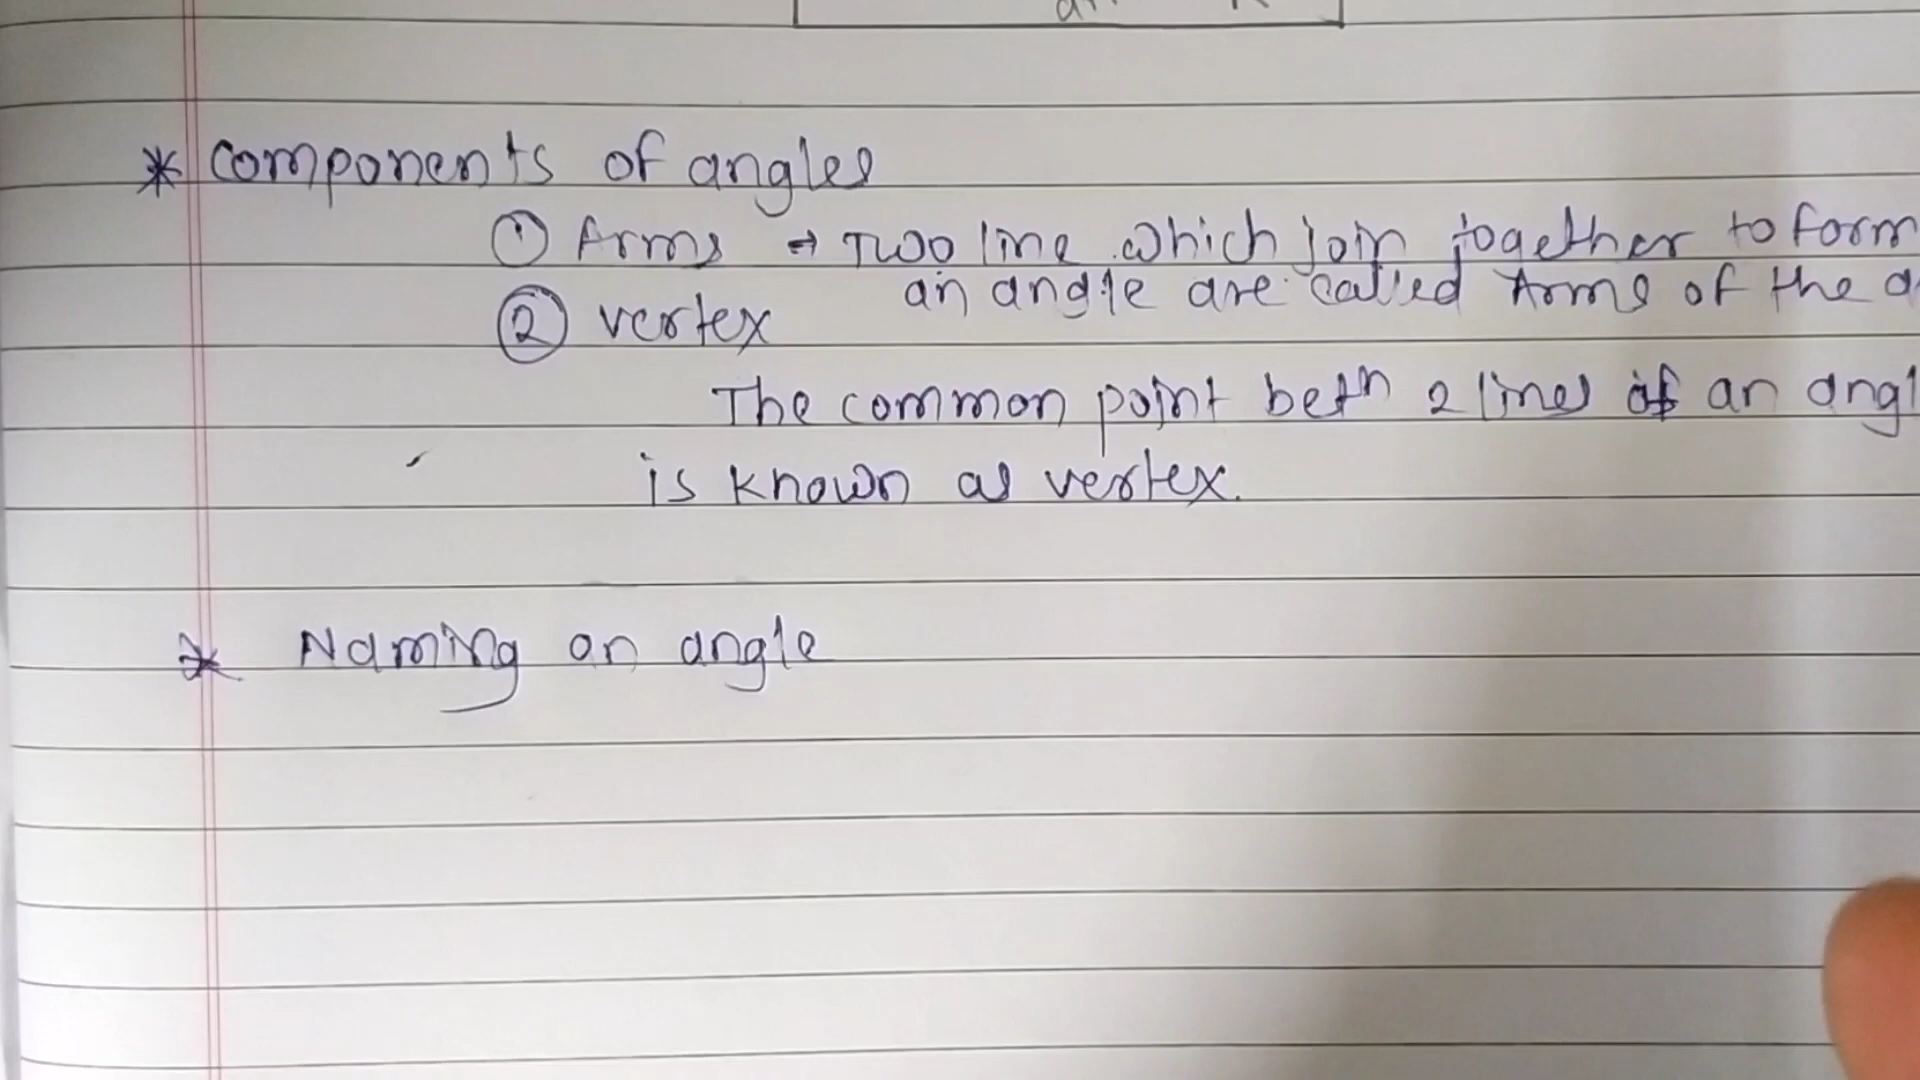 * components of angles
① Arms → Two line which join together to form
an angle are called Arms of the
② vertex
The common point betn 2 lines of an angl
is known as vertex.
* Naming an angle